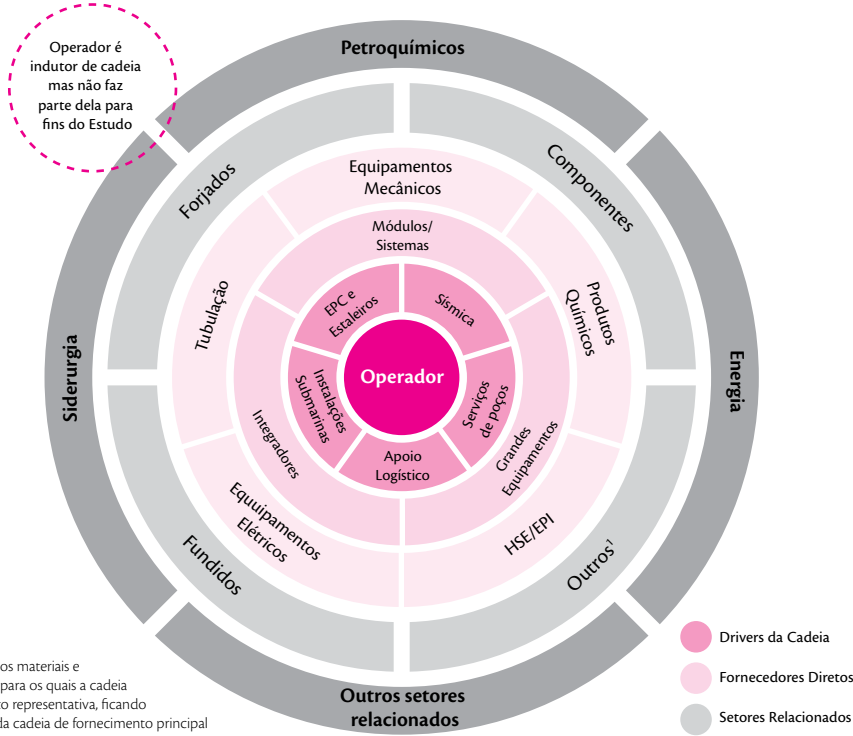 Operador é
indutor de cadeia
mas não faz
parte dela para
fins do Estudo
Petroquímicos
Forjados
Componentes
Equipamentos
Mecânicos
Módulos/
Sistemas
Tubulação
Produtos
Químicos
EPC e
Estaleiros
Sísmica
Siderurgia
Operador
Energia
Instalações
Submarinas
Serviços
de poços
Integradores
Grandes
Equipamentos
Apoio
Logístico
Equuipamentos
Elétricos
HSE/EPI
Fundidos
Outros¹
Outros setores
relacionados
os materiais e
para os quais a cadeia
to representativa, ficando
da cadeia de fornecimento principal
Drivers da Cadeia
Fornecedores Diretos
Setores Relacionados